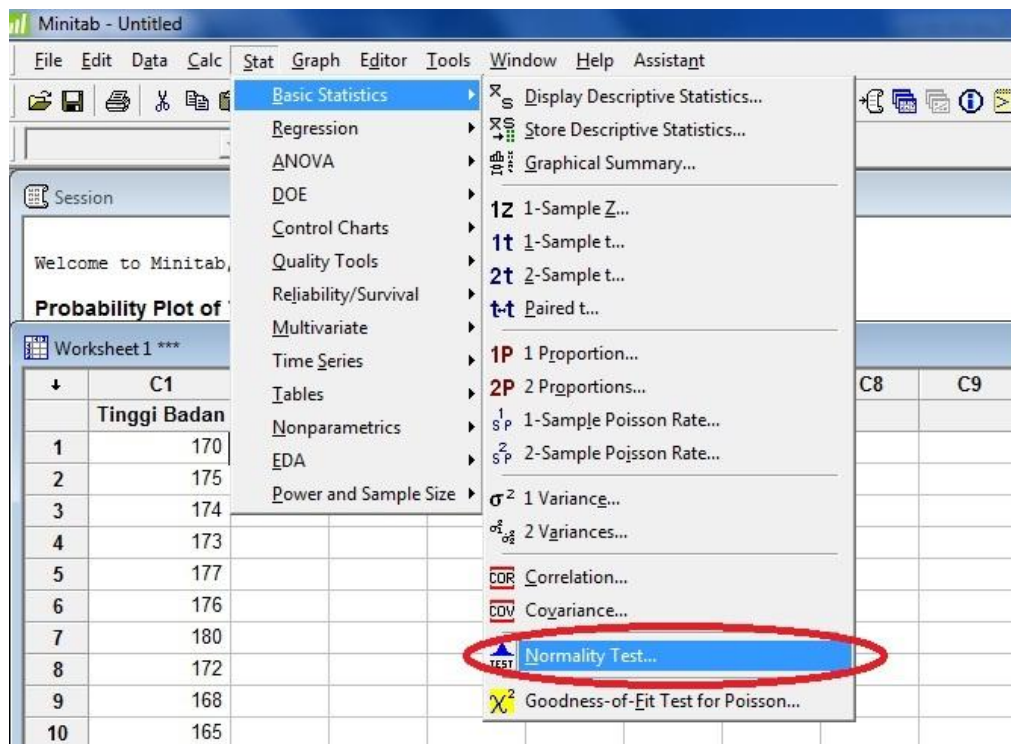 Minitab - Untitled
File Edit Data Calc Stat Graph Editor Tools Window Help Assistant
Basic Statistics
Regression
ANOVA
DOE
Control Charts
Quality Tools
Reliability/Survival
Multivariate
Time Series
Tables
Nonparametrics
EDA
Power and Sample Size
x̄s Display Descriptive Statistics...
x̄s Store Descriptive Statistics...
Graphical Summary...
1Z 1-Sample Z...
1t 1-Sample t...
2t 2-Sample t...
t-t Paired t...
1P 1 Proportion...
2P 2 Proportions...
1 S P 1-Sample Poisson Rate...
2 S P 2-Sample Poisson Rate...
σ² 1 Variance...
σ²₁ σ²₂ 2 Variances...
COR Correlation...
COV Covariance...
TEST Normality Test...
χ² Goodness-of-Fit Test for Poisson...
Session
Welcome to Minitab,
Probability Plot of
Worksheet 1 ***
C1 C8 C9
Tinggi Badan
1 170
2 175
3 174
4 173
5 177
6 176
7 180
8 172
9 168
10 165